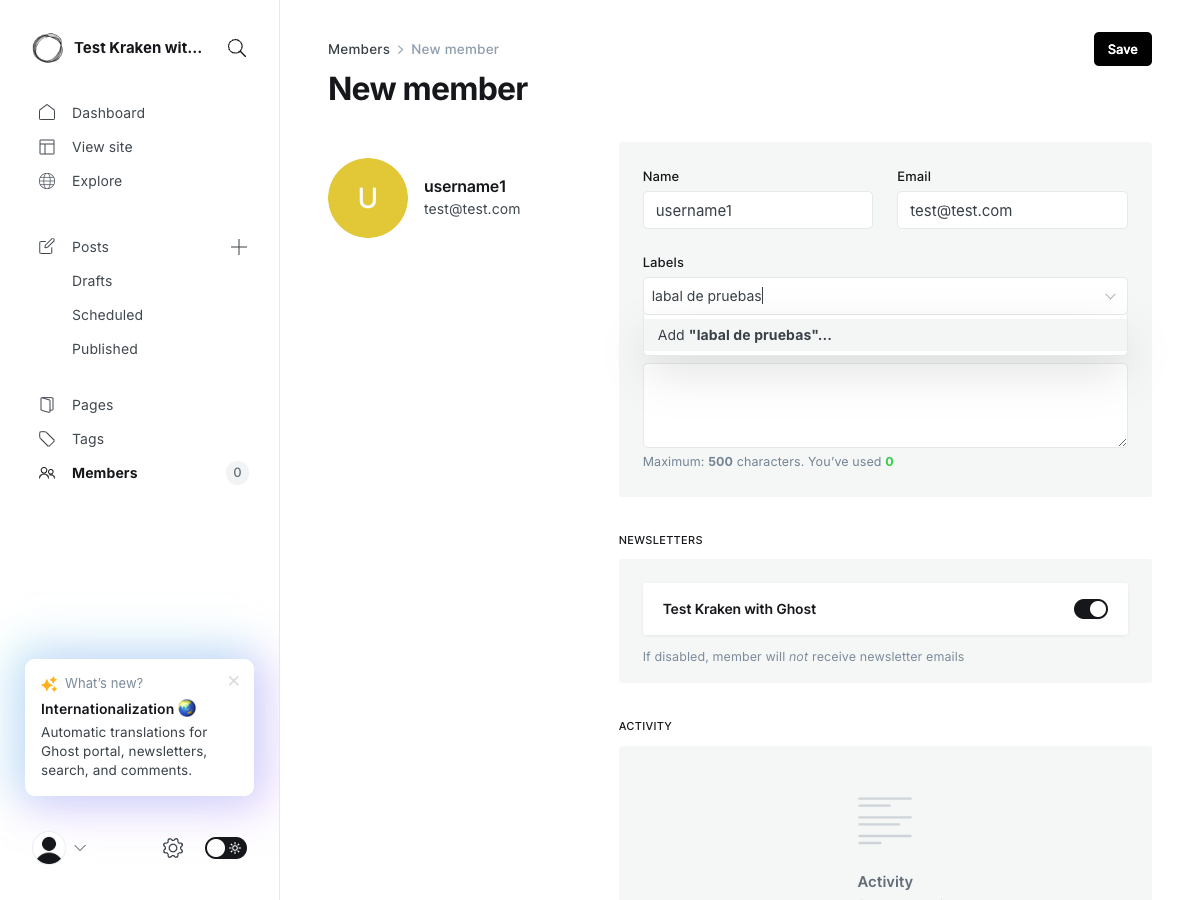 Test Kraken wit...
Dashboard
View site
Explore
Posts
Drafts
Scheduled
Published
Pages
Tags
Members 0
What's new?
Internationalization
Automatic translations for
Ghost portal, newsletters,
search, and comments.
Members > New member
Save
New member
U
username1
test@test.com
Name
Email
username1
test@test.com
Labels
labal de pruebas
Add "labal de pruebas"...
Maximum: 500 characters. You've used 0
NEWSLETTERS
Test Kraken with Ghost
If disabled, member will not receive newsletter emails
ACTIVITY
Activity